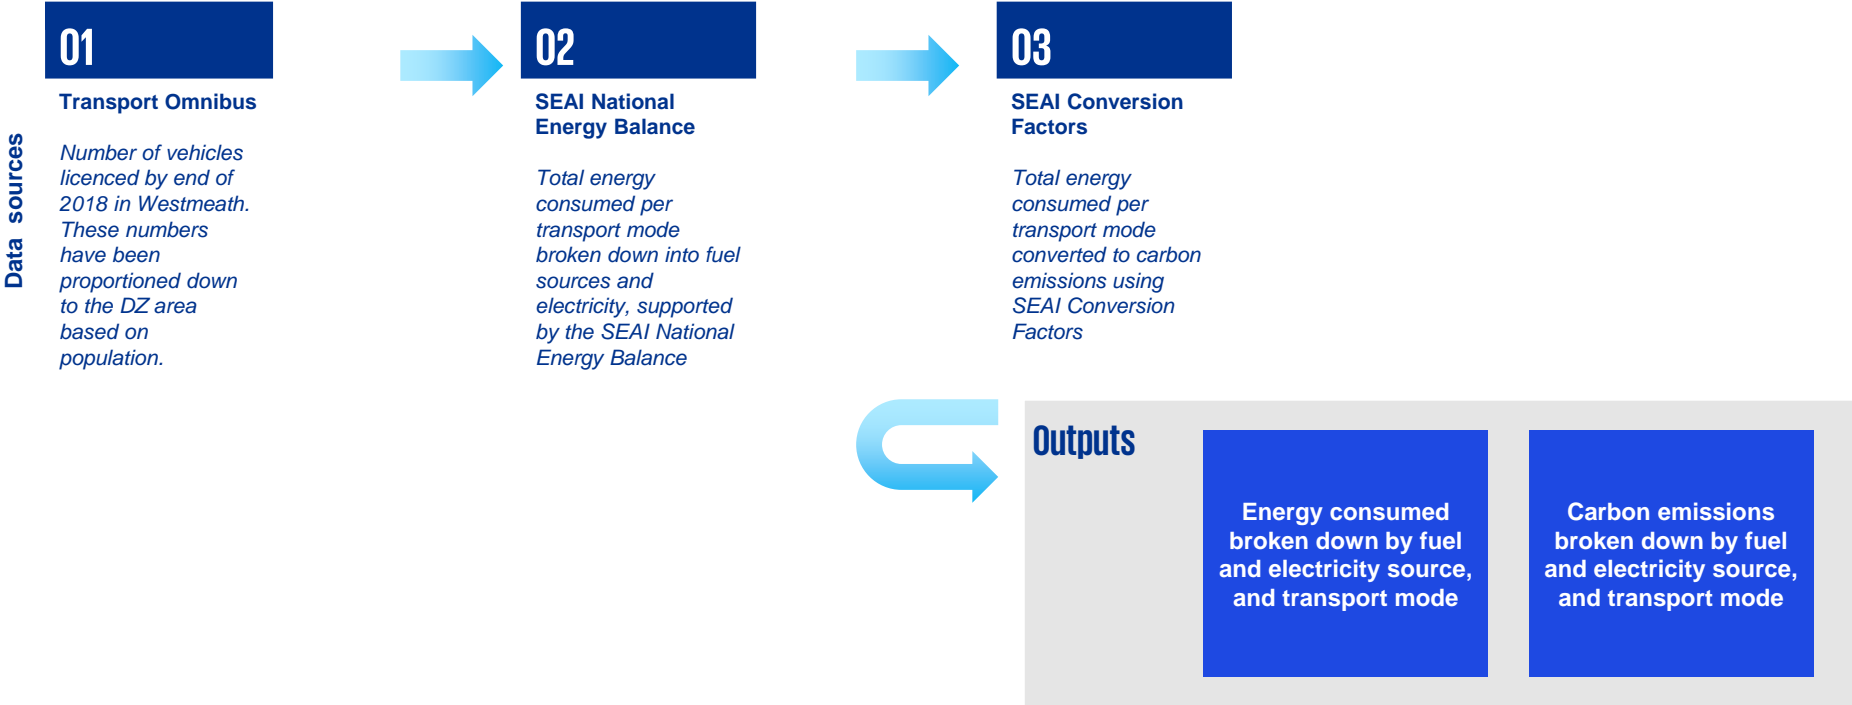 Data sources
01
Transport Omnibus
Number of vehicles
licenced by end of
2018 in Westmeath.
These numbers
have been
proportioned down
to the DZ area
based on
population.
02
SEAI National
Energy Balance
Total energy
consumed per
transport mode
broken down into fuel
sources and
electricity, supported
by the SEAI National
Energy Balance
03
SEAI Conversion
Factors
Total energy
consumed per
transport mode
converted to carbon
emissions using
SEAI Conversion
Factors
Outputs
Energy consumed
broken down by fuel
and electricity source,
and transport mode
Carbon emissions
broken down by fuel
and electricity source,
and transport mode